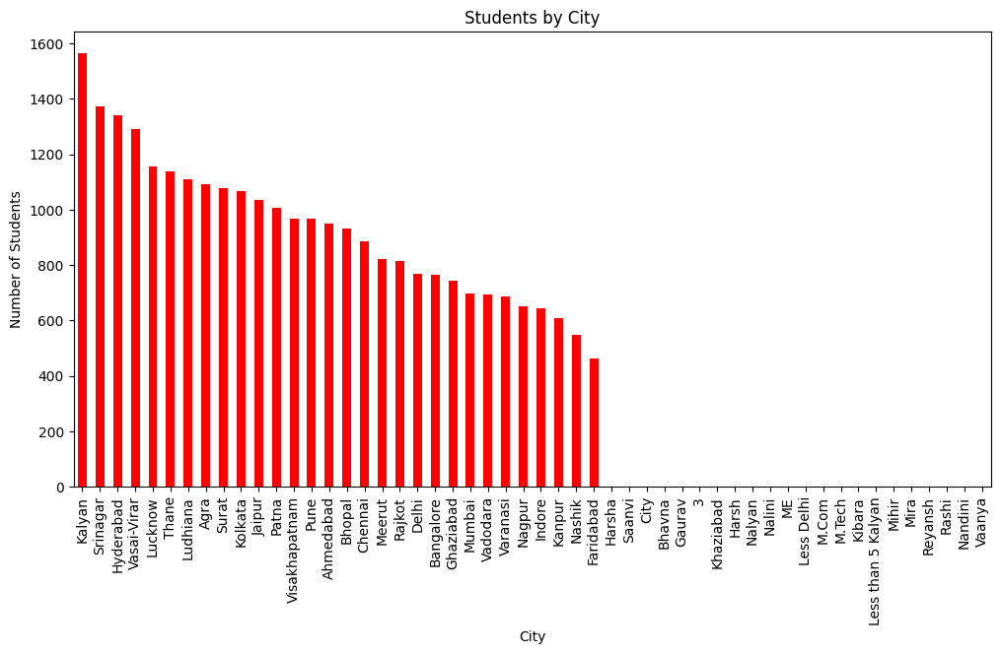 Students by City
Number of Students
1600
1400
1200
1000
800
600
400
200
0
Kalyan
Srinagar
Hyderabad
Vasai-Virar
Lucknow
Thane
Ludhiana
Agra
Surat
Kolkata
Jaipur
Patna
Visakhapatnam
Pune
Ahmedabad
Bhopal
Chennai
Meerut
Rajkot
Delhi
Bangalore
Ghaziabad
Mumbai
Vadodara
Varanasi
Nagpur
Indore
Kanpur
Nashik
Faridabad
Harsha
Saanvi
City
Bhavna
Gaurav
3
Khaziabad
Harsh
Nalyan
Nalini
ME
Less Delhi
M.Com
M.Tech
Kibara
Less than 5 Kalyan
Mihir
Mira
Reyansh
Rashi
Nandini
Vaanya
City